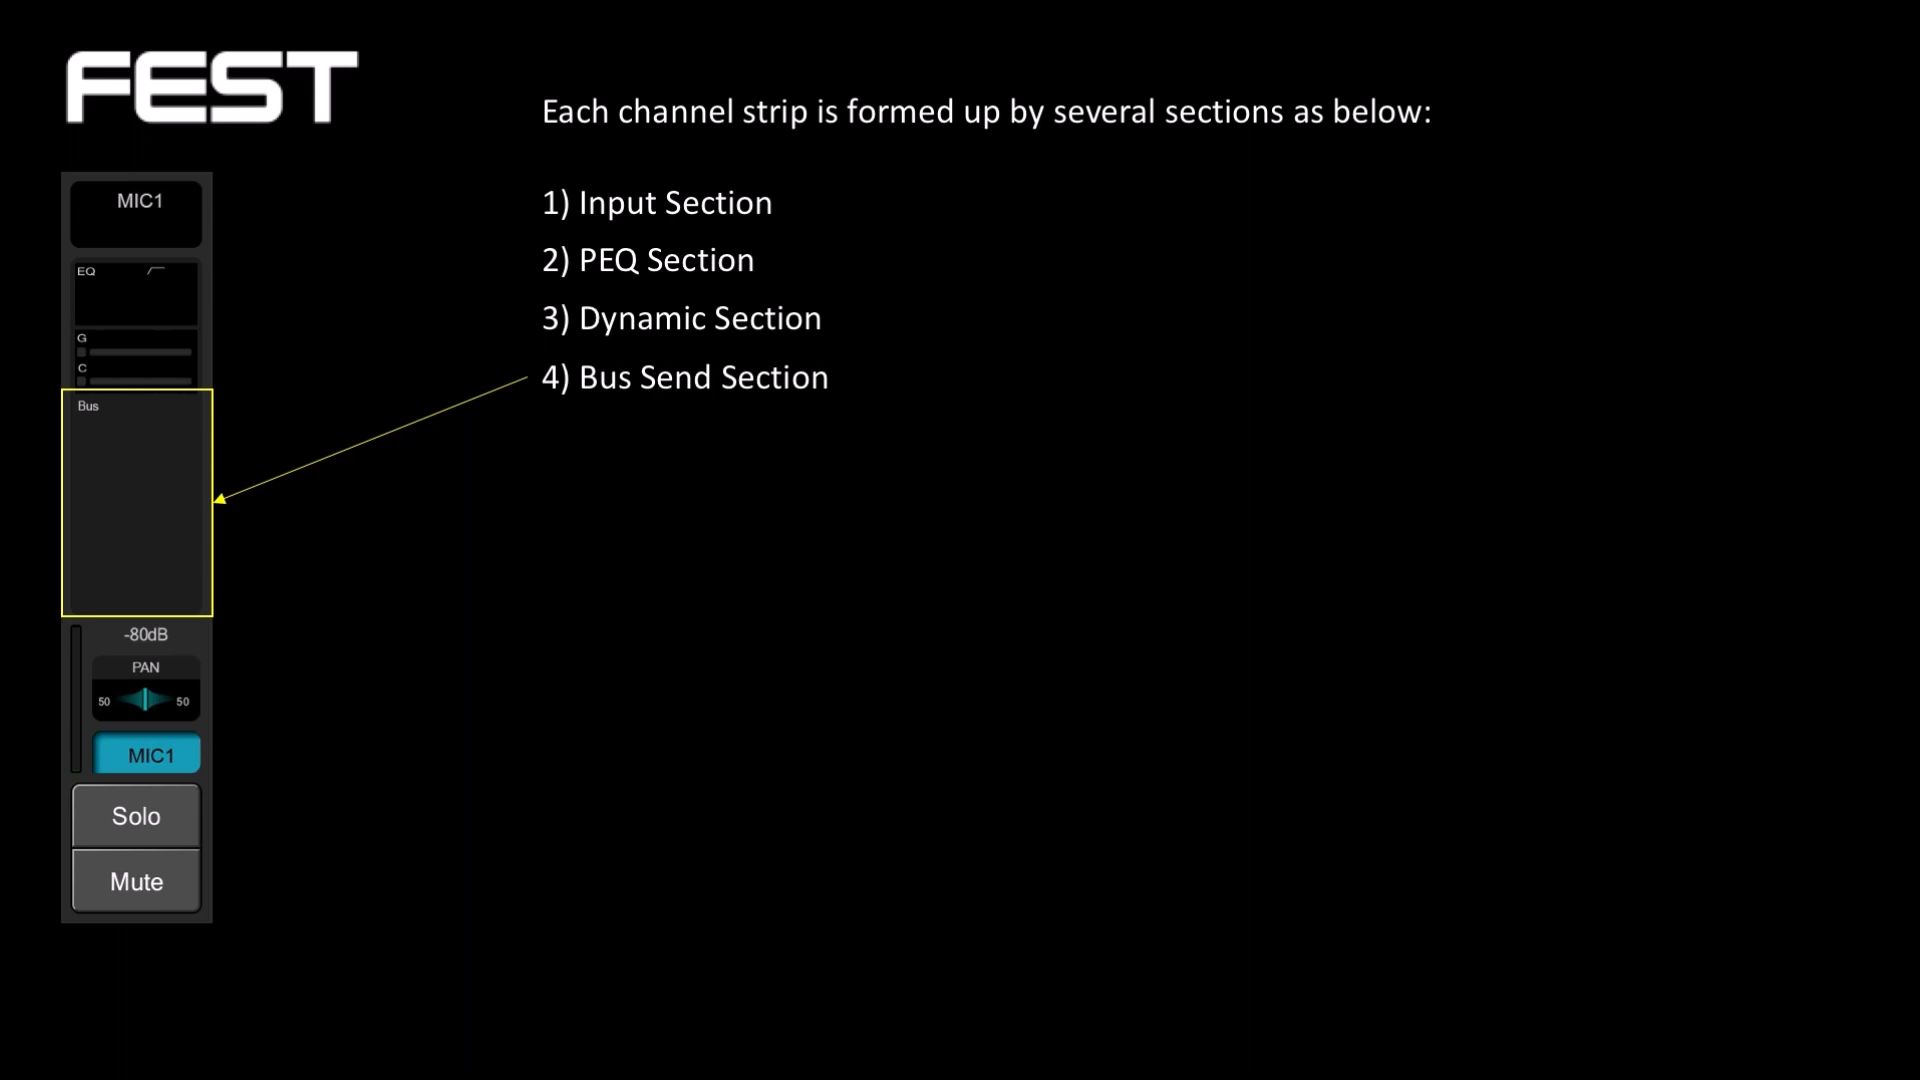 FEST
Each channel strip is formed up by several sections as below:
1) Input Section
2) PEQ Section
3) Dynamic Section
4) Bus Send Section
MIC1
EQ
G
C
Bus
-80dB
PAN
50 50
MIC1
Solo
Mute